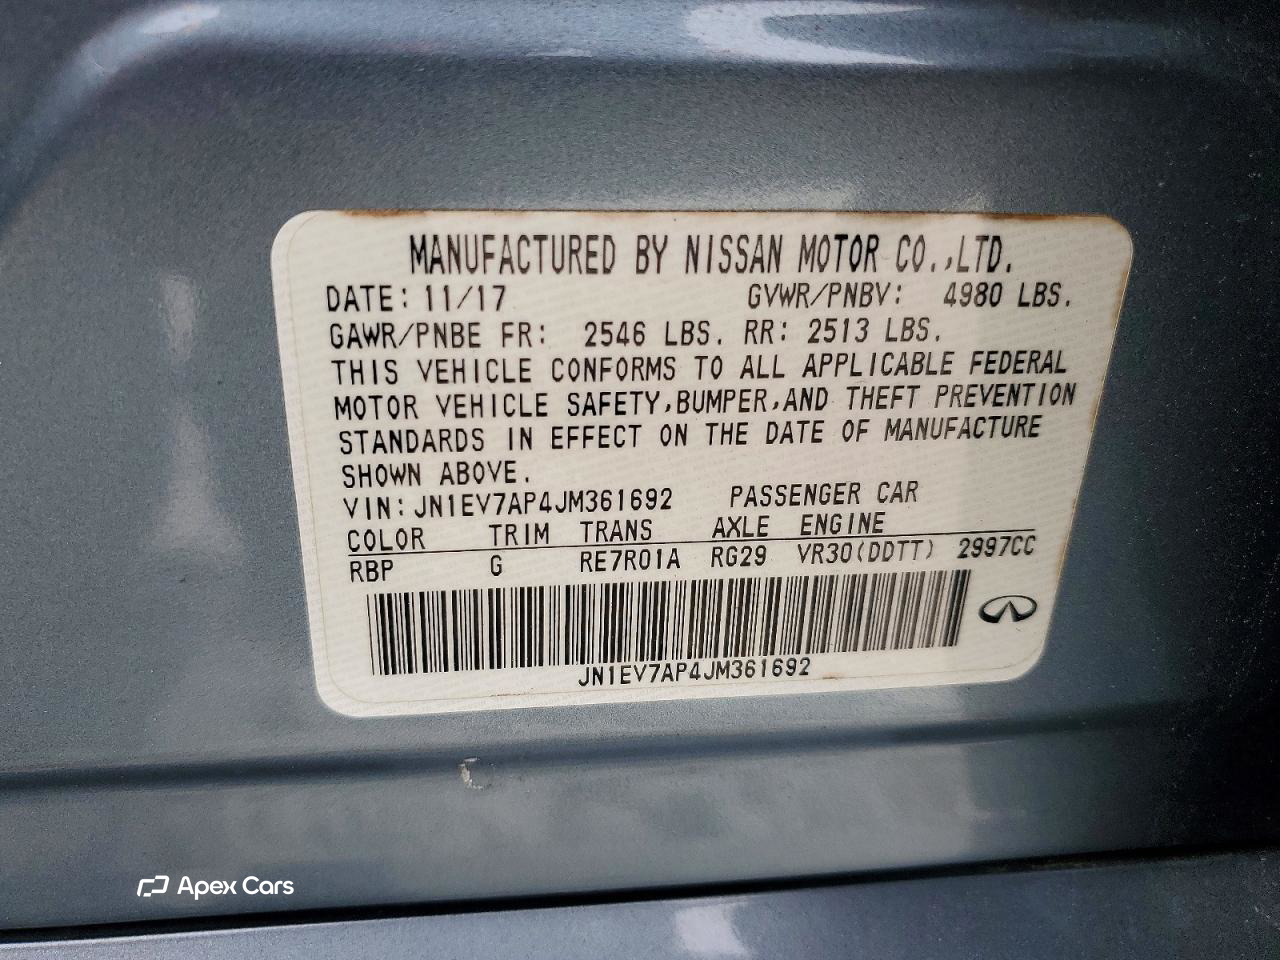 MANUFACTURED BY NISSAN MOTOR CO.,LTD.
DATE: 11/17 GVWR/PNBV: 4980 LBS.
GAWR/PNBE FR: 2546 LBS. RR: 2513 LBS.
THIS VEHICLE CONFORMS TO ALL APPLICABLE FEDERAL
MOTOR VEHICLE SAFETY,BUMPER,AND THEFT PREVENTION
STANDARDS IN EFFECT ON THE DATE OF MANUFACTURE
SHOWN ABOVE.
VIN:JN1EV7AP4JM361692 PASSENGER CAR
COLOR TRIM TRANS AXLE ENGINE
RBP G RE7R01A RG29 VR30(DDTT) 2997CC
JN1EV7AP4JM361692
Apex Cars